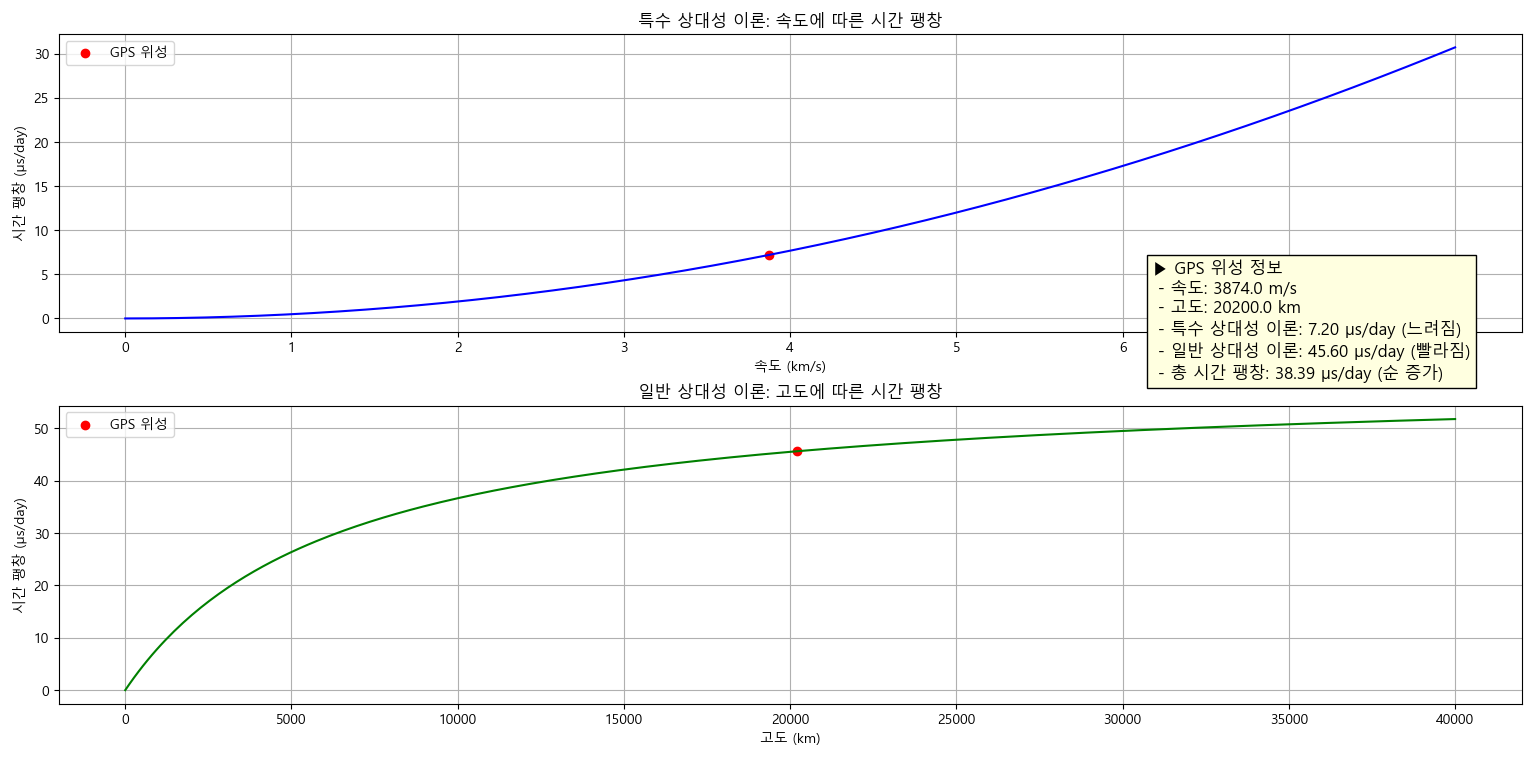 특수 상대성 이론: 속도에 따른 시간 팽창
GPS 위성
시간 팽창 (µs/day)
30
25
20
15
10
5
0
0 1 2 3 4 5 6
속도 (km/s)
▶ GPS 위성 정보
- 속도: 3874.0 m/s
- 고도: 20200.0 km
- 특수 상대성 이론: 7.20 µs/day (느려짐)
- 일반 상대성 이론: 45.60 µs/day (빨라짐)
- 총 시간 팽창: 38.39 µs/day (순 증가)
일반 상대성 이론: 고도에 따른 시간 팽창
GPS 위성
시간 팽창 (µs/day)
50
40
30
20
10
0
0 5000 10000 15000 20000 25000 30000 35000 40000
고도 (km)